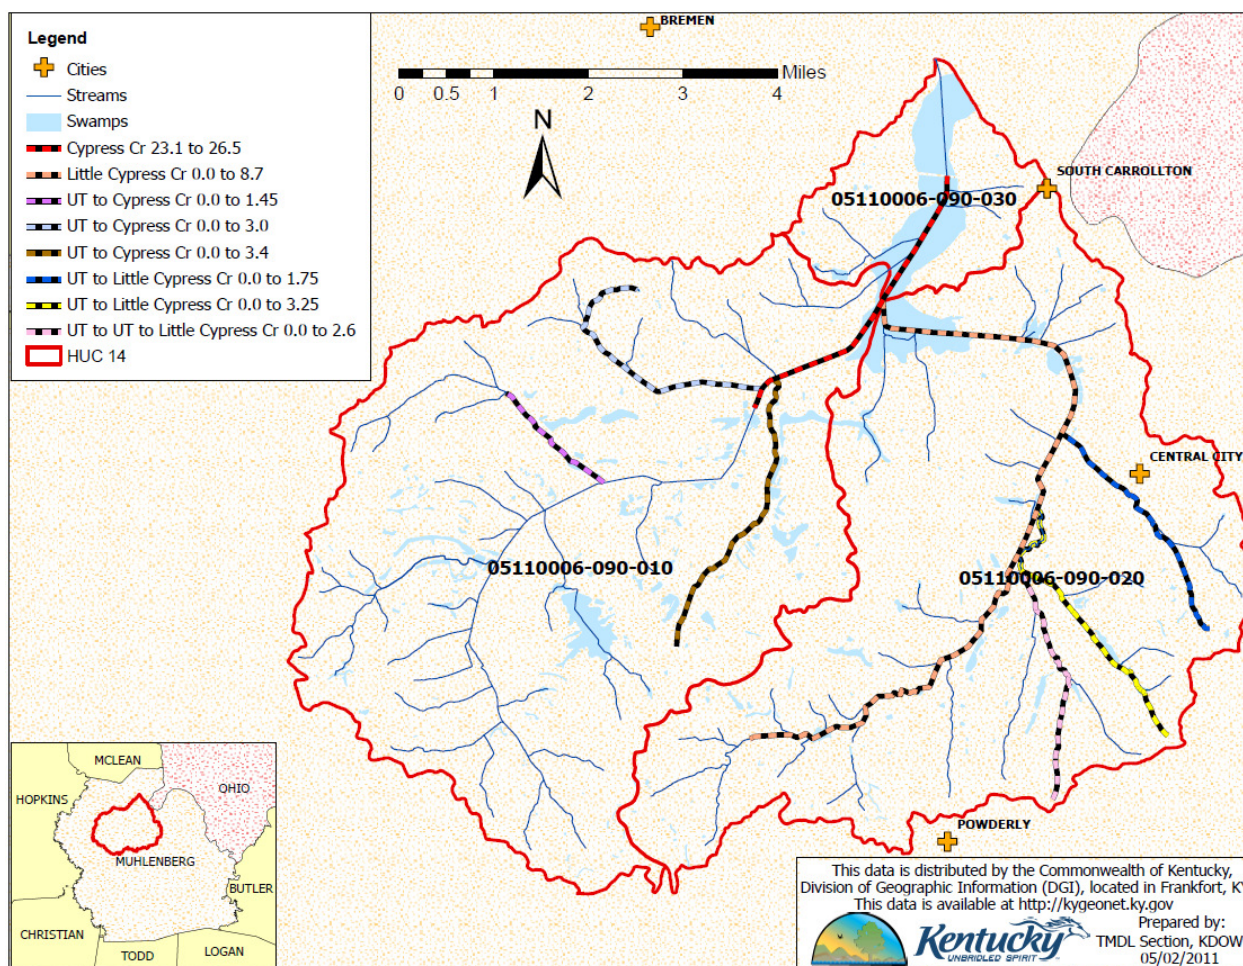 Legend
Cities
Streams
Swamps
Cypress Cr 23.1 to 26.5
Little Cypress Cr 0.0 to 8.7
UT to Cypress Cr 0.0 to 1.45
UT to Cypress Cr 0.0 to 3.0
UT to Cypress Cr 0.0 to 3.4
UT to Little Cypress Cr 0.0 to 1.75
UT to Little Cypress Cr 0.0 to 3.25
UT to UT to Little Cypress Cr 0.0 to 2.6
HUC 14
BREMEN
Miles
0 0.5 1 2 3 4
N
SOUTH CARROLLTON
05110006-090-030
CENTRAL CITY
05110006-090-010
05110006-090-020
POWDERLY
MCLEAN
HOPKINS
OHIO
MUHLENBERG
BUTLER
CHRISTIAN
TODD
LOGAN
This data is distributed by the Commonwealth of Kentucky,
Division of Geographic Information (DGI), located in Frankfort, KY
This data is available at http://kygeonet.ky.gov
Kentucky
UNBRIDLED SPIRIT
Prepared by:
TMDL Section, KDOW
05/02/2011